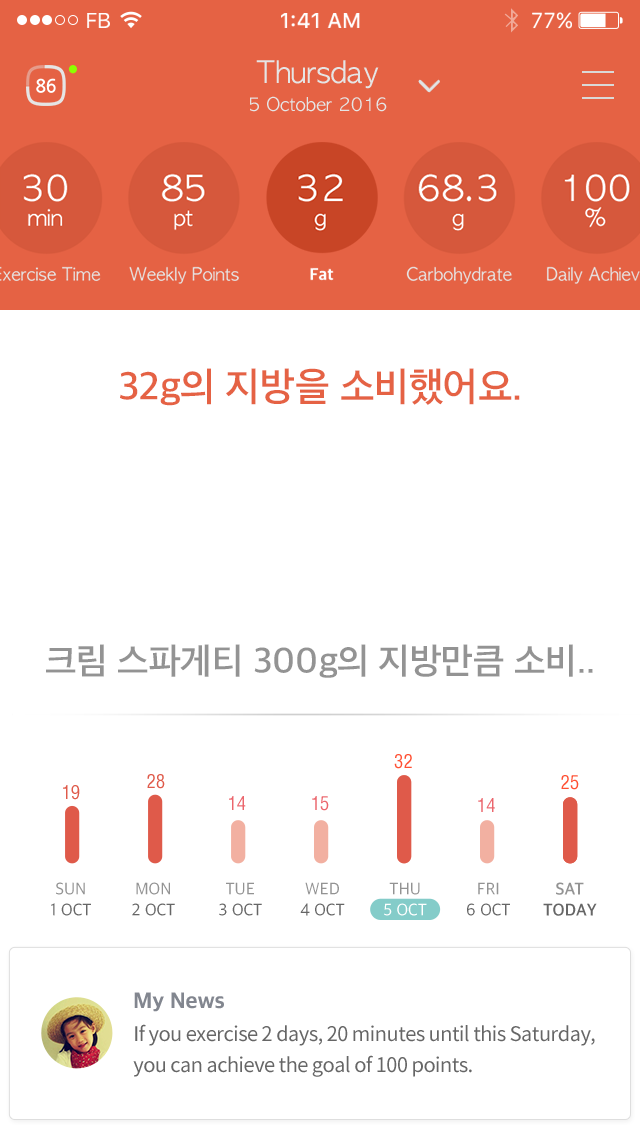 FB 1:41 AM 77%
86
Thursday
5 October 2016
30 85 32 68.3 100
min pt g g %
Exercise Time Weekly Points Fat Carbohydrate Daily Achiev
32g의 지방을 소비했어요.
크림 스파게티 300g의 지방만큼 소비..
19 28 14 15 32 14 25
SUN MON TUE WED THU FRI SAT
1 OCT 2 OCT 3 OCT 4 OCT 5 OCT 6 OCT TODAY
My News
If you exercise 2 days, 20 minutes until this Saturday,
you can achieve the goal of 100 points.